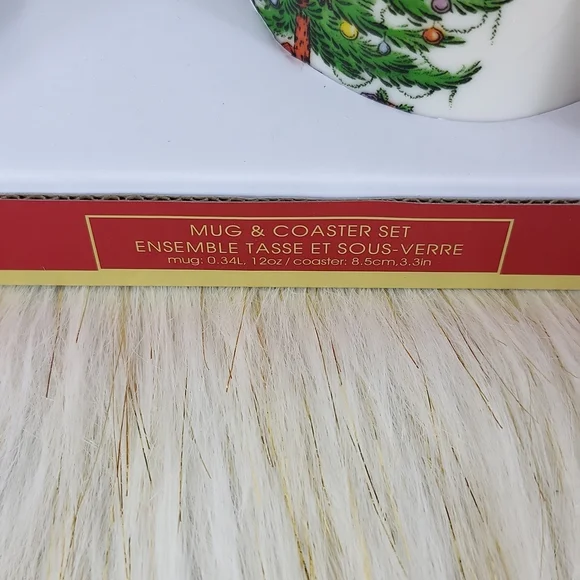 MUG & COASTER SET
ENSEMBLE TASSE ET SOUS-VERRE
mug: 0.34L, 12oz / coaster: 8.5cm,3.3in